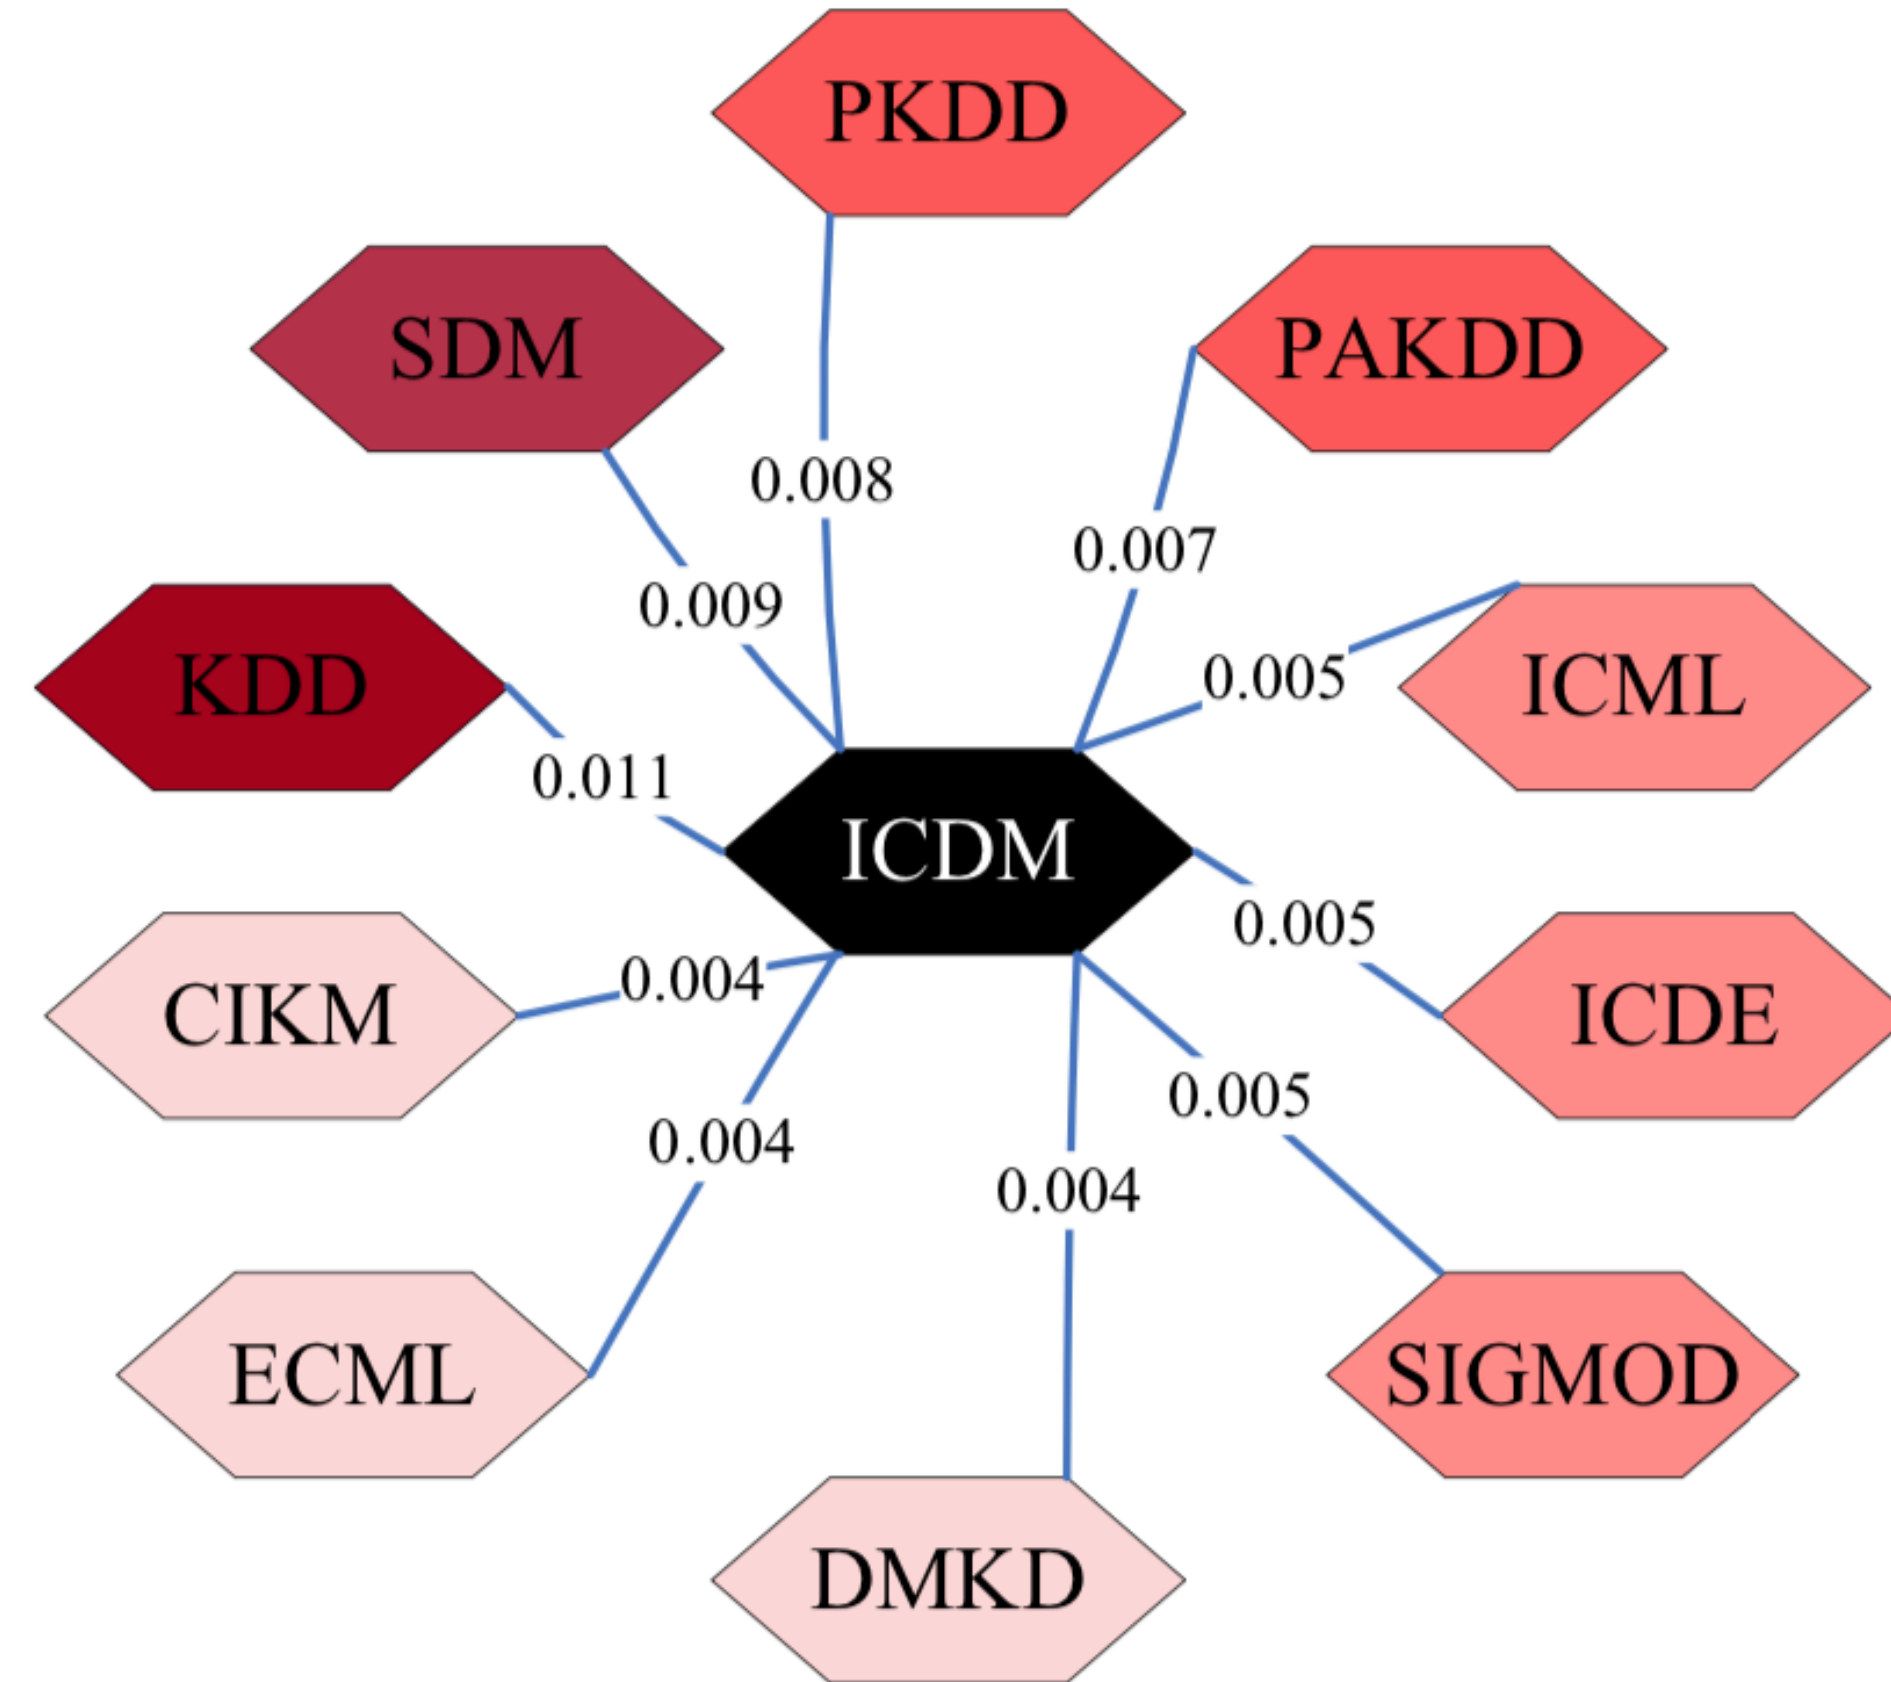 PKDD
SDM
PAKDD
0.008
0.007
0.009
0.005
KDD
ICML
0.011
ICDM
0.005
0.004
CIKM
ICDE
0.005
0.004
0.004
ECML
SIGMOD
DMKD